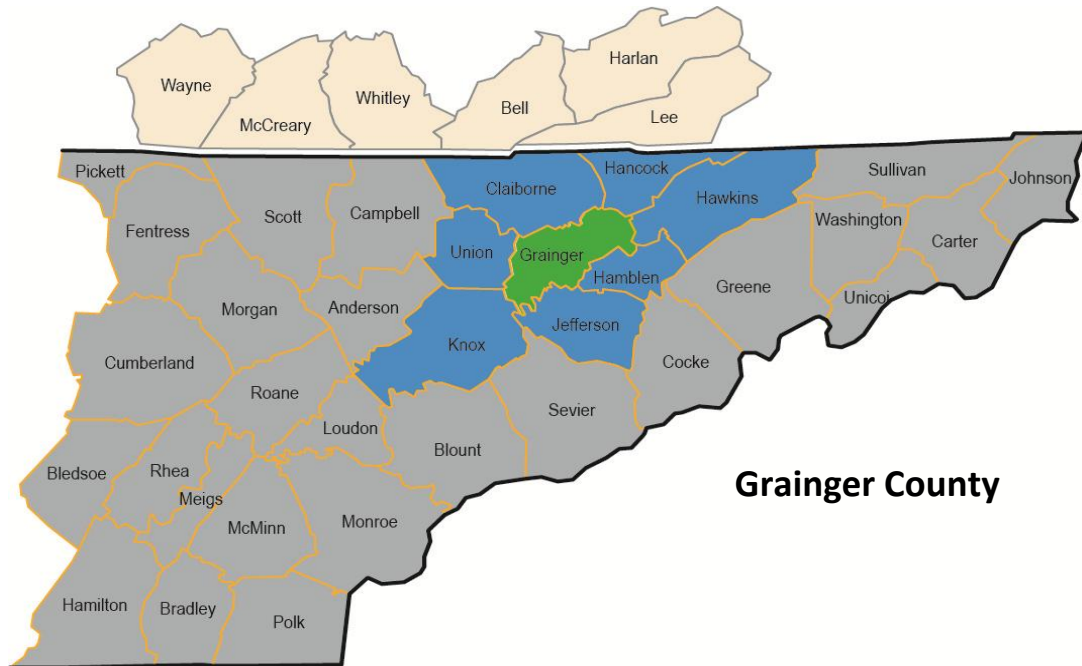 Harlan
Wayne
Whitley
Bell
Lee
McCreary
Pickett
Hancock
Sullivan
Johnson
Claiborne
Hawkins
Scott
Campbell
Washington
Fentress
Carter
Union
Grainger
Hamblen
Greene
Unicoi
Morgan
Anderson
Jefferson
Knox
Cumberland
Cocke
Roane
Sevier
Loudon
Blount
Bledsoe
Rhea
Grainger County
Meigs
McMinn
Monroe
Hamilton
Bradley
Polk